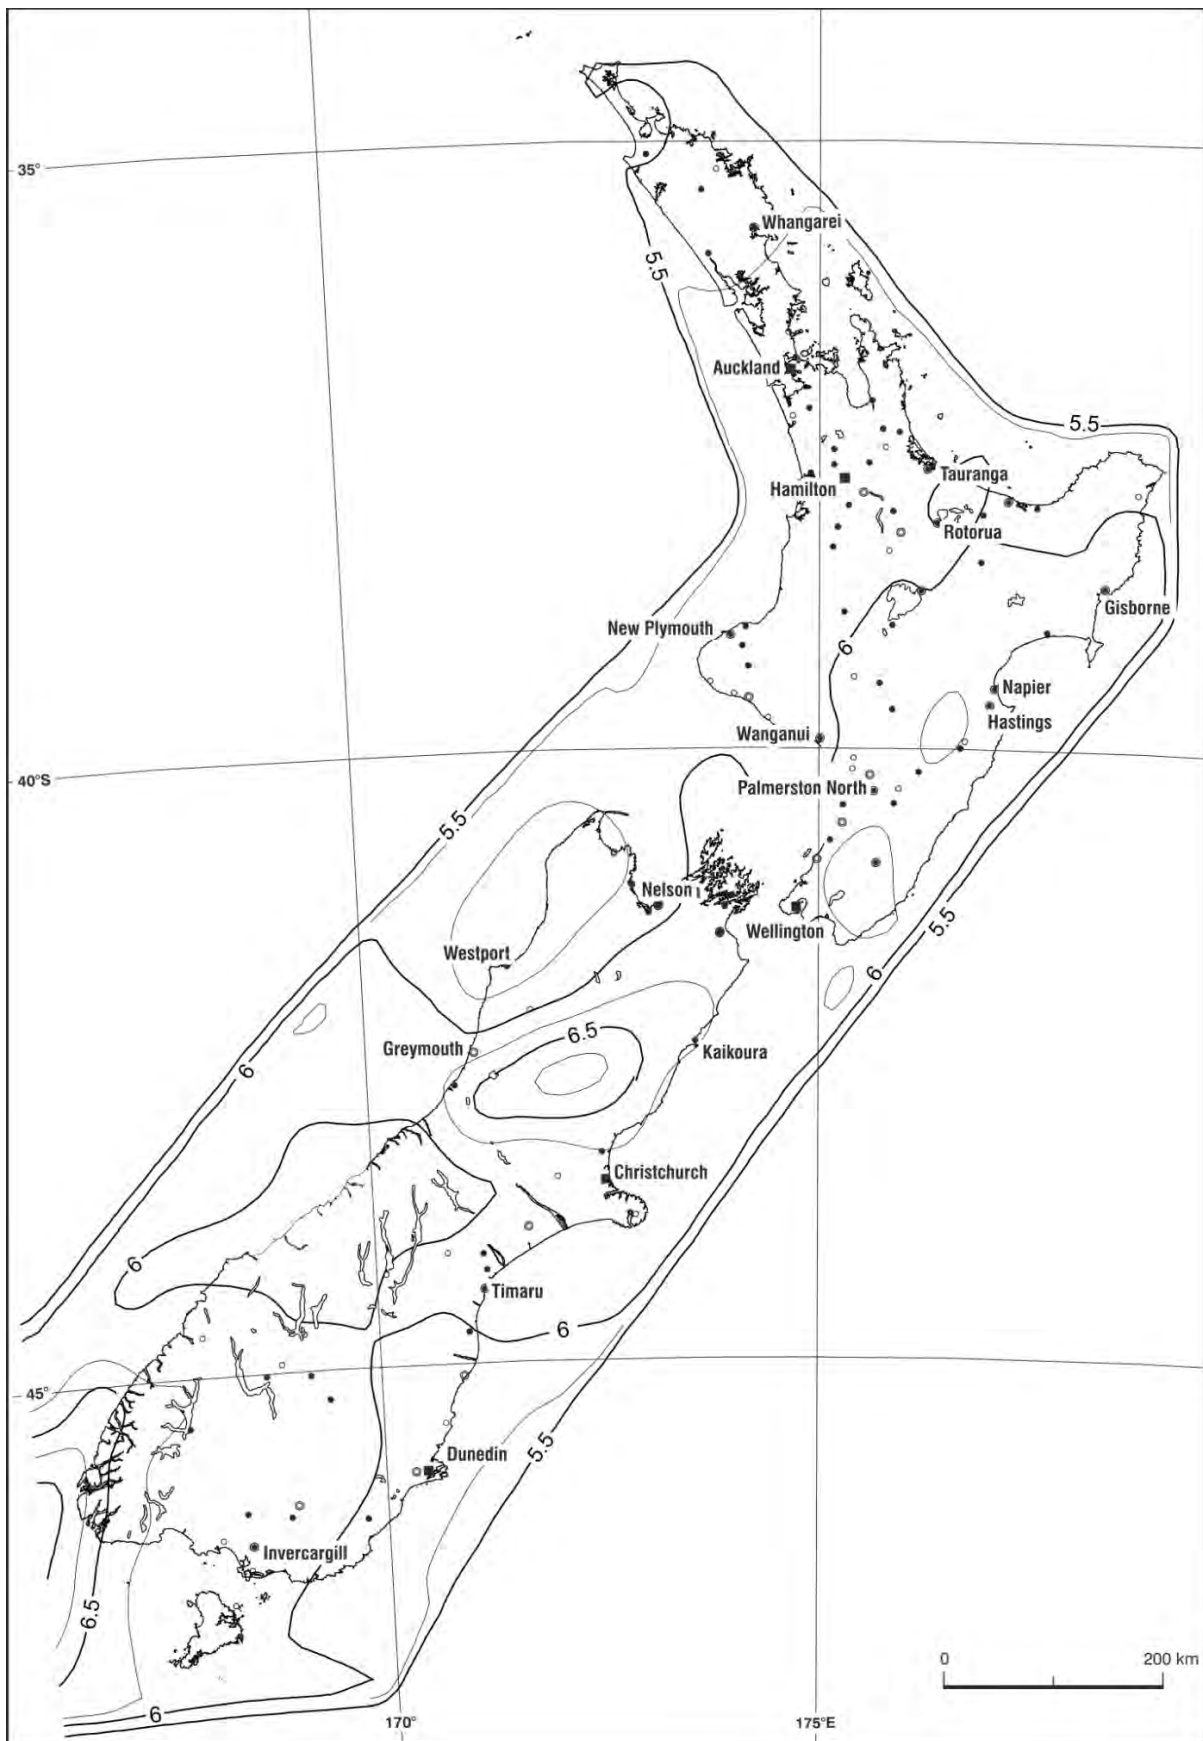 35°
Whangarei
5.5
Auckland
5.5
Tauranga
Hamilton
Rotorua
Gisborne
New Plymouth
6
Napier
Hastings
Wanganui
40°S
Palmerston North
5.5
Nelson
Wellington
5.5
Westport
6
6.5
Greymouth
Kaikoura
6
Christchurch
6
Timaru
6
45°
5.5
Dunedin
Invercargill
6.5
0 200 km
6
170° 175°E